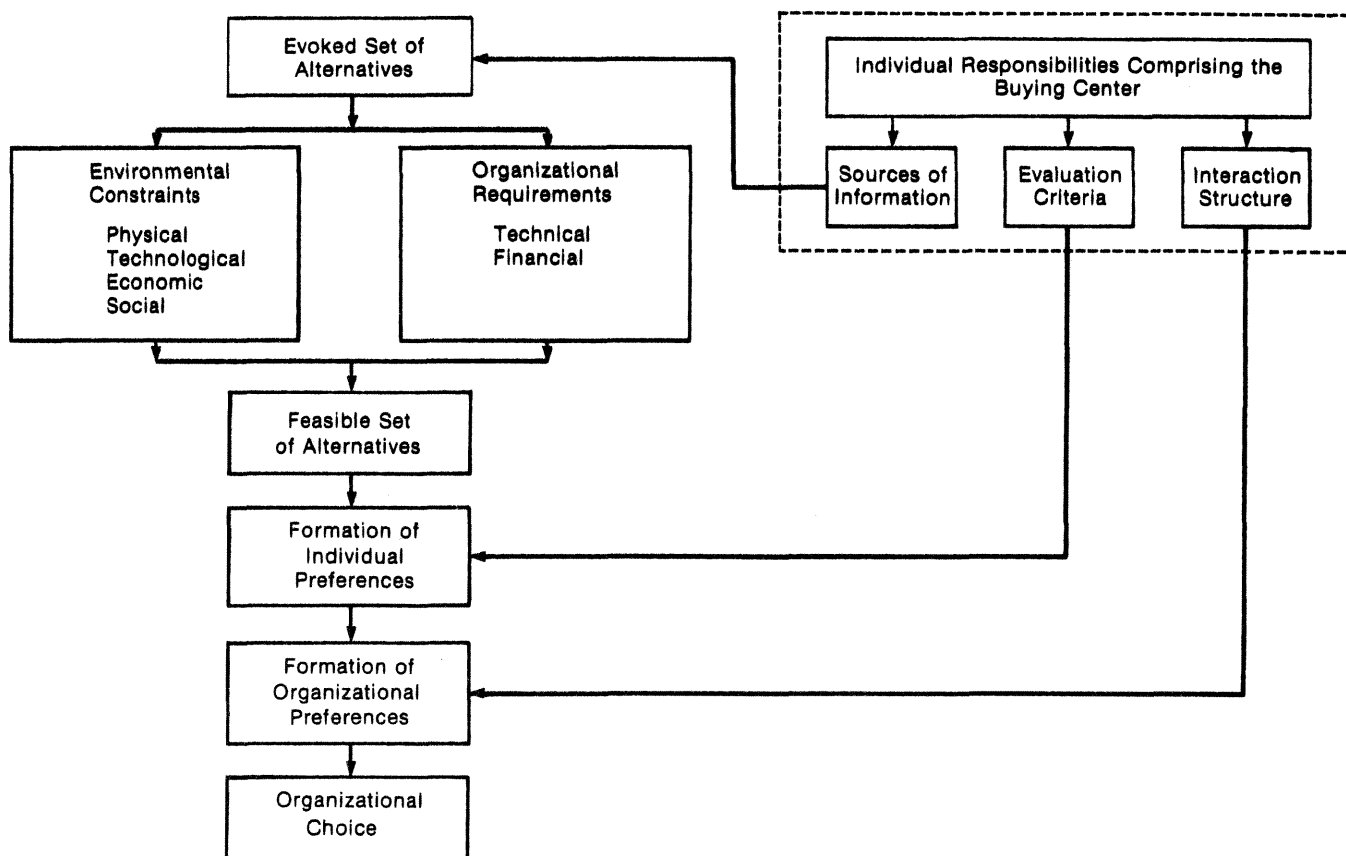 Evoked Set of
Alternatives
Individual Responsibilities Comprising the
Buying Center
Sources of
Information
Evaluation
Criteria
Interaction
Structure
Environmental
Constraints
Physical
Technological
Economic
Social
Organizational
Requirements
Technical
Financial
Feasible Set
of Alternatives
Formation of
Individual
Preferences
Formation of
Organizational
Preferences
Organizational
Choice